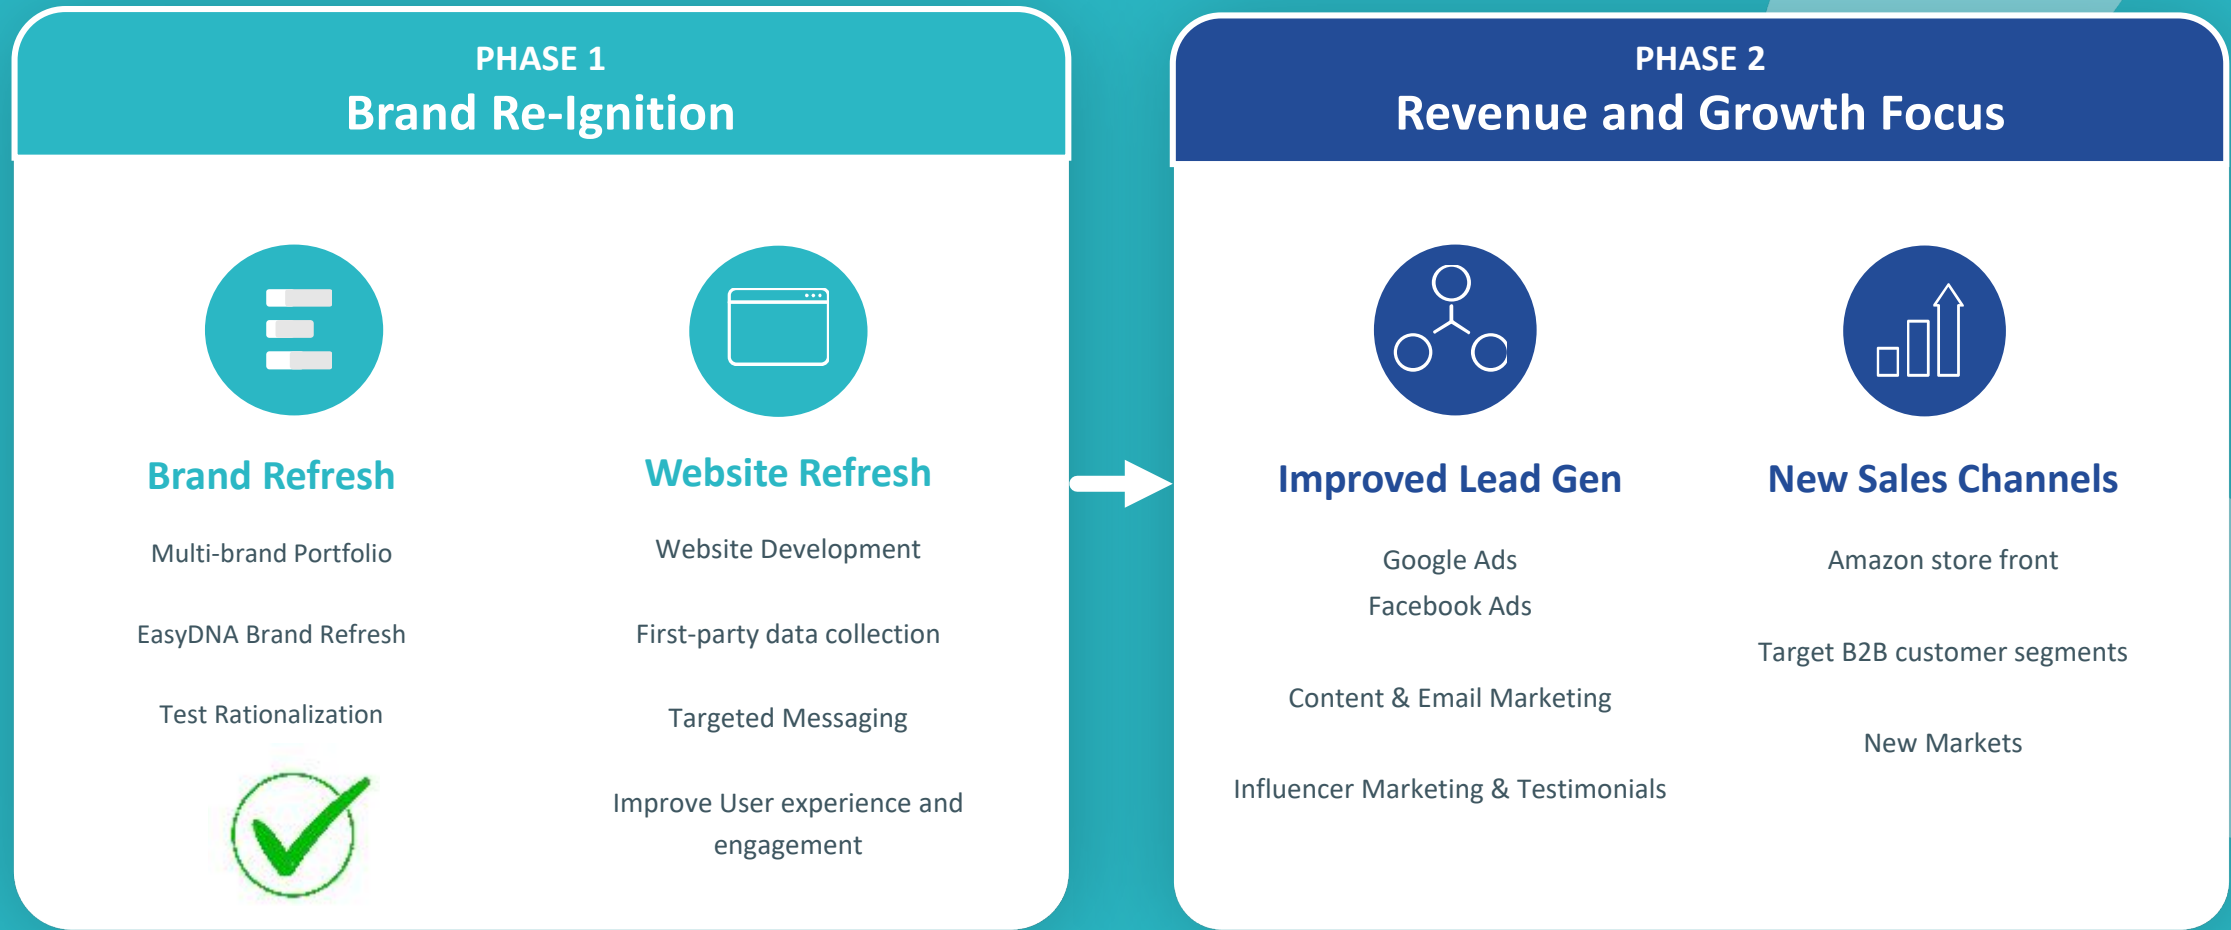 PHASE 1
Brand Re-Ignition
Brand Refresh
Multi-brand Portfolio
EasyDNA Brand Refresh
Test Rationalization
Website Refresh
Website Development
First-party data collection
Targeted Messaging
Improve User experience and
engagement
PHASE 2
Revenue and Growth Focus
Improved Lead Gen
Google Ads
Facebook Ads
Content & Email Marketing
Influencer Marketing & Testimonials
New Sales Channels
Amazon store front
Target B2B customer segments
New Markets